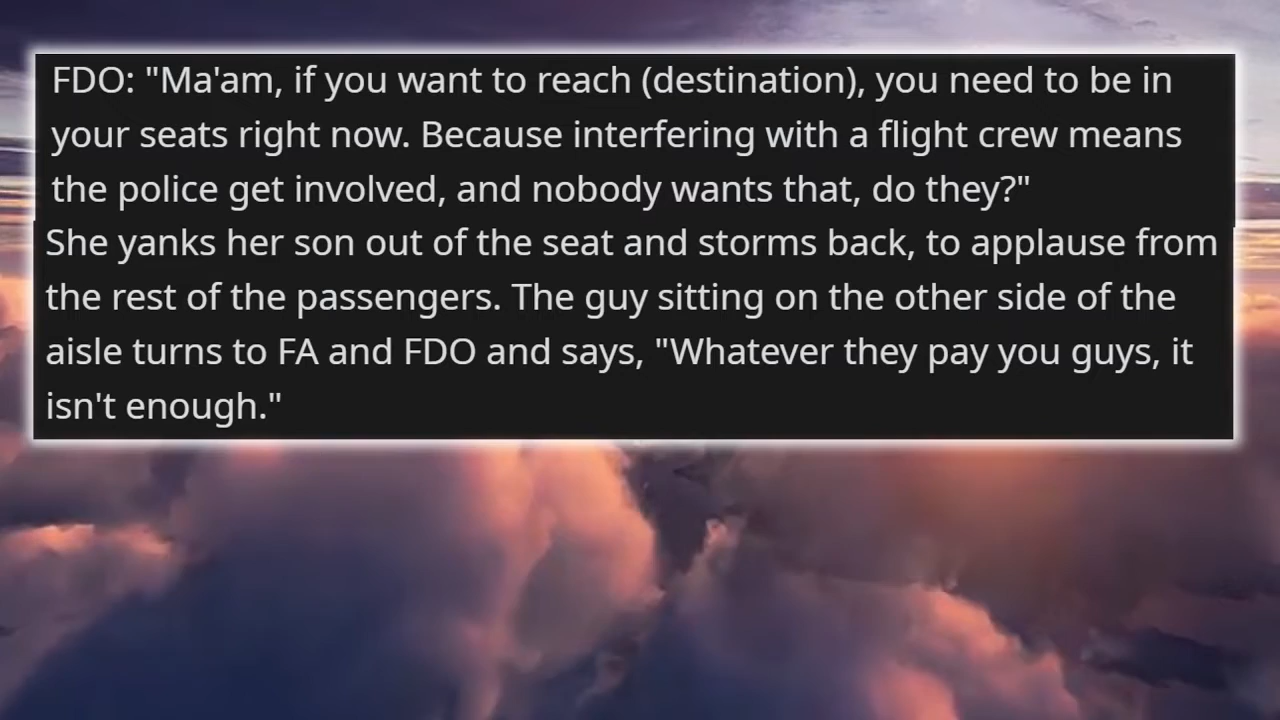 FDO: "Ma'am, if you want to reach (destination), you need to be in
your seats right now. Because interfering with a flight crew means
the police get involved, and nobody wants that, do they?"
She yanks her son out of the seat and storms back, to applause from
the rest of the passengers. The guy sitting on the other side of the
aisle turns to FA and FDO and says, "Whatever they pay you guys, it
isn't enough."